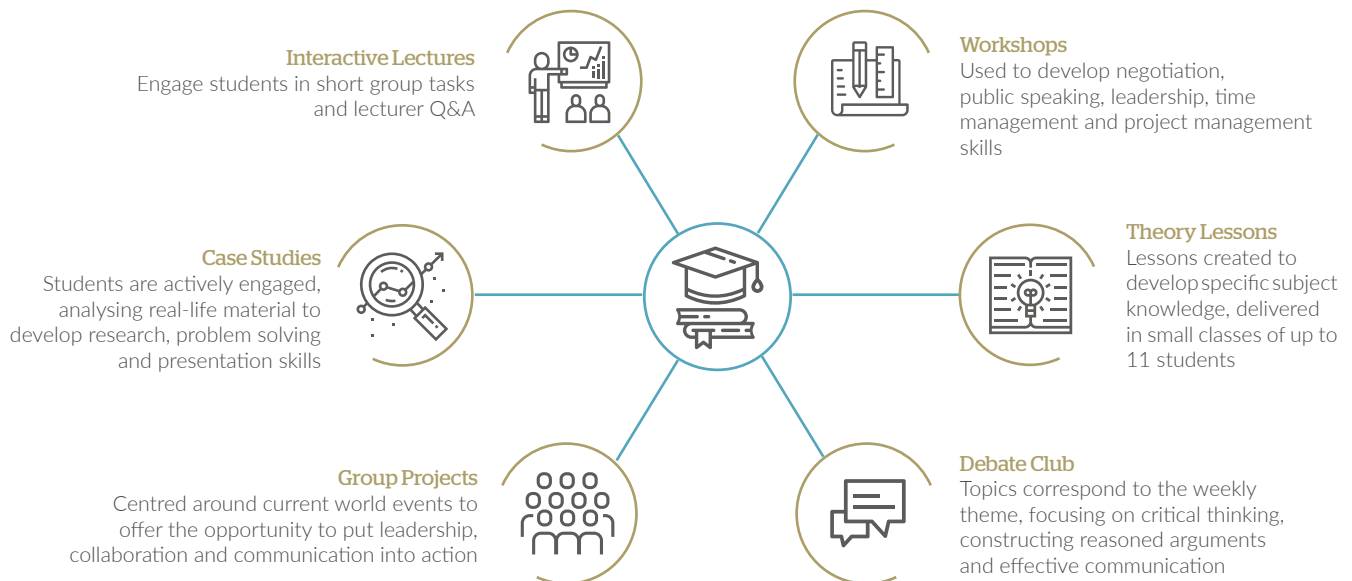 Interactive Lectures
Engage students in short group tasks
and lecturer Q&A
Workshops
Used to develop negotiation,
public speaking, leadership, time
management and project management
skills
Case Studies
Students are actively engaged,
analysing real-life material to
develop research, problem solving
and presentation skills
Theory Lessons
Lessons created to
develop specific subject
knowledge, delivered
in small classes of up to
11 students
Group Projects
Centred around current world events to
offer the opportunity to put leadership,
collaboration and communication into action
Debate Club
Topics correspond to the weekly
theme, focusing on critical thinking,
constructing reasoned arguments
and effective communication